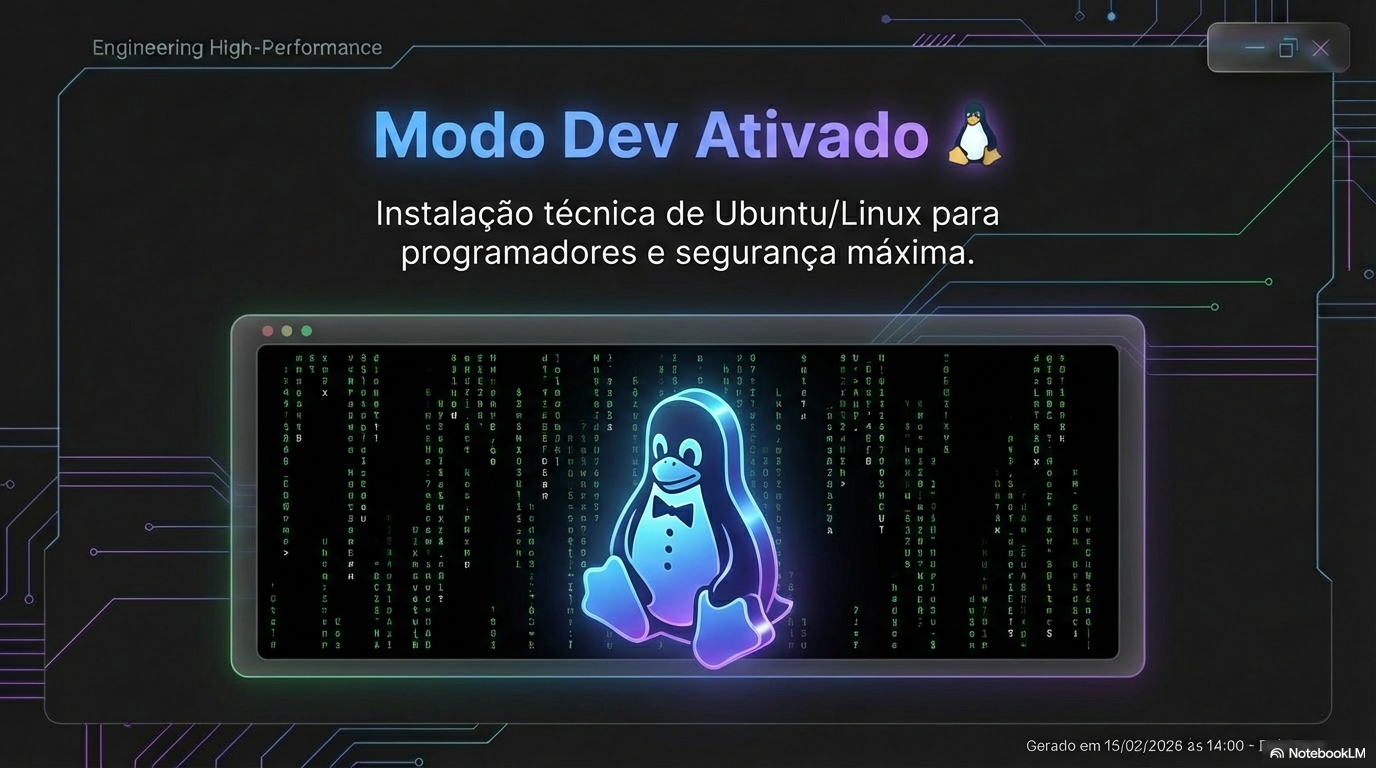 Engineering High-Performance
Modo Dev Ativado
Instalação técnica de Ubuntu/Linux para
programadores e segurança máxima.
Gerado em 15/02/2026 às 14:00 -
NotebookLM